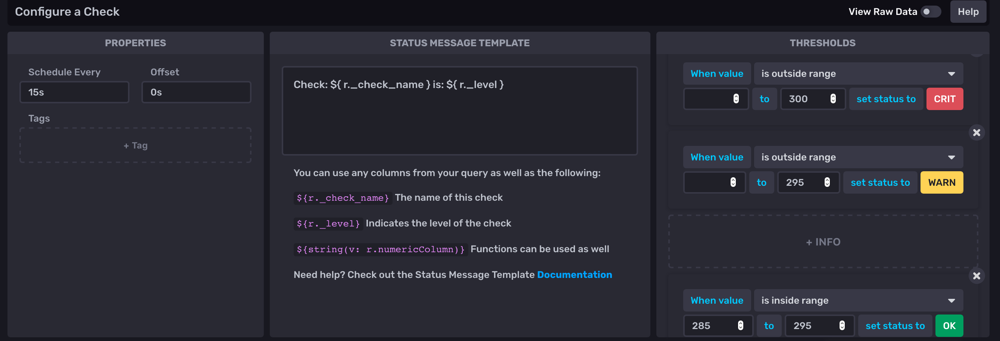 Configure a Check
View Raw Data
Help
PROPERTIES
Schedule Every
Offset
15s
0s
Tags
+ Tag
STATUS MESSAGE TEMPLATE
Check: ${ r._check_name } is: ${ r._level }
You can use any columns from your query as well as the following:
${r._check_name} The name of this check
${r._level} Indicates the level of the check
${string(v: r.numericColumn)} Functions can be used as well
Need help? Check out the Status Message Template Documentation
THRESHOLDS
When value is outside range
to 300 set status to CRIT
When value is outside range
to 295 set status to WARN
+ INFO
When value is inside range
285 to 295 set status to OK